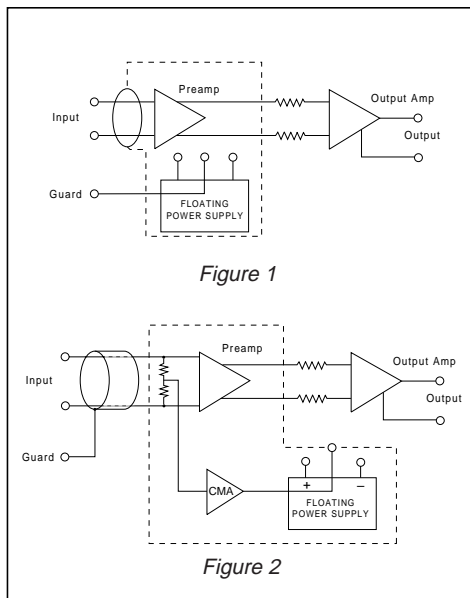 Preamp
Output Amp
Input
Output
Guard
FLOATING
POWER SUPPLY
Figure 1
Preamp
Output Amp
Input
Output
Guard
CMA
+ –
FLOATING
POWER SUPPLY
Figure 2